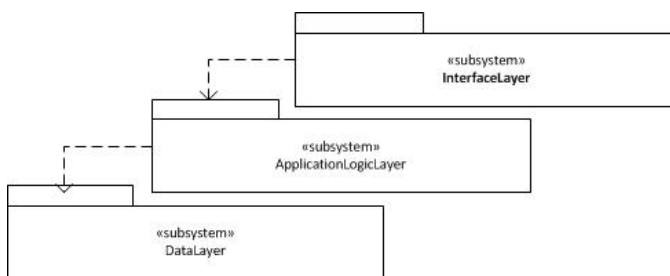 «subsystem»
InterfaceLayer
«subsystem»
ApplicationLogicLayer
«subsystem»
DataLayer